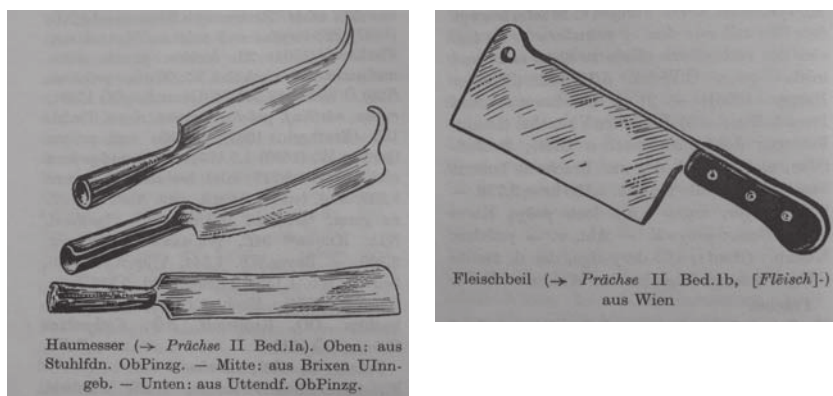 Haumesser (→ Prächse II Bed.1a). Oben: aus
Stuhlfdn. ObPinzg. — Mitte: aus Brixen UInn-
geb. — Unten: aus Uttendf. ObPinzg.
Fleischbeil (→ Prächse II Bed.1b, [Flēisch]-)
aus Wien